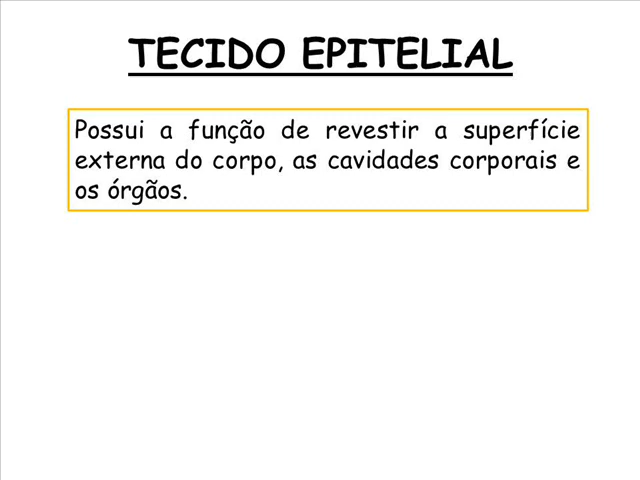 TECIDO EPITELIAL
Possui a função de revestir a superfície
externa do corpo, as cavidades corporais e
os órgãos.